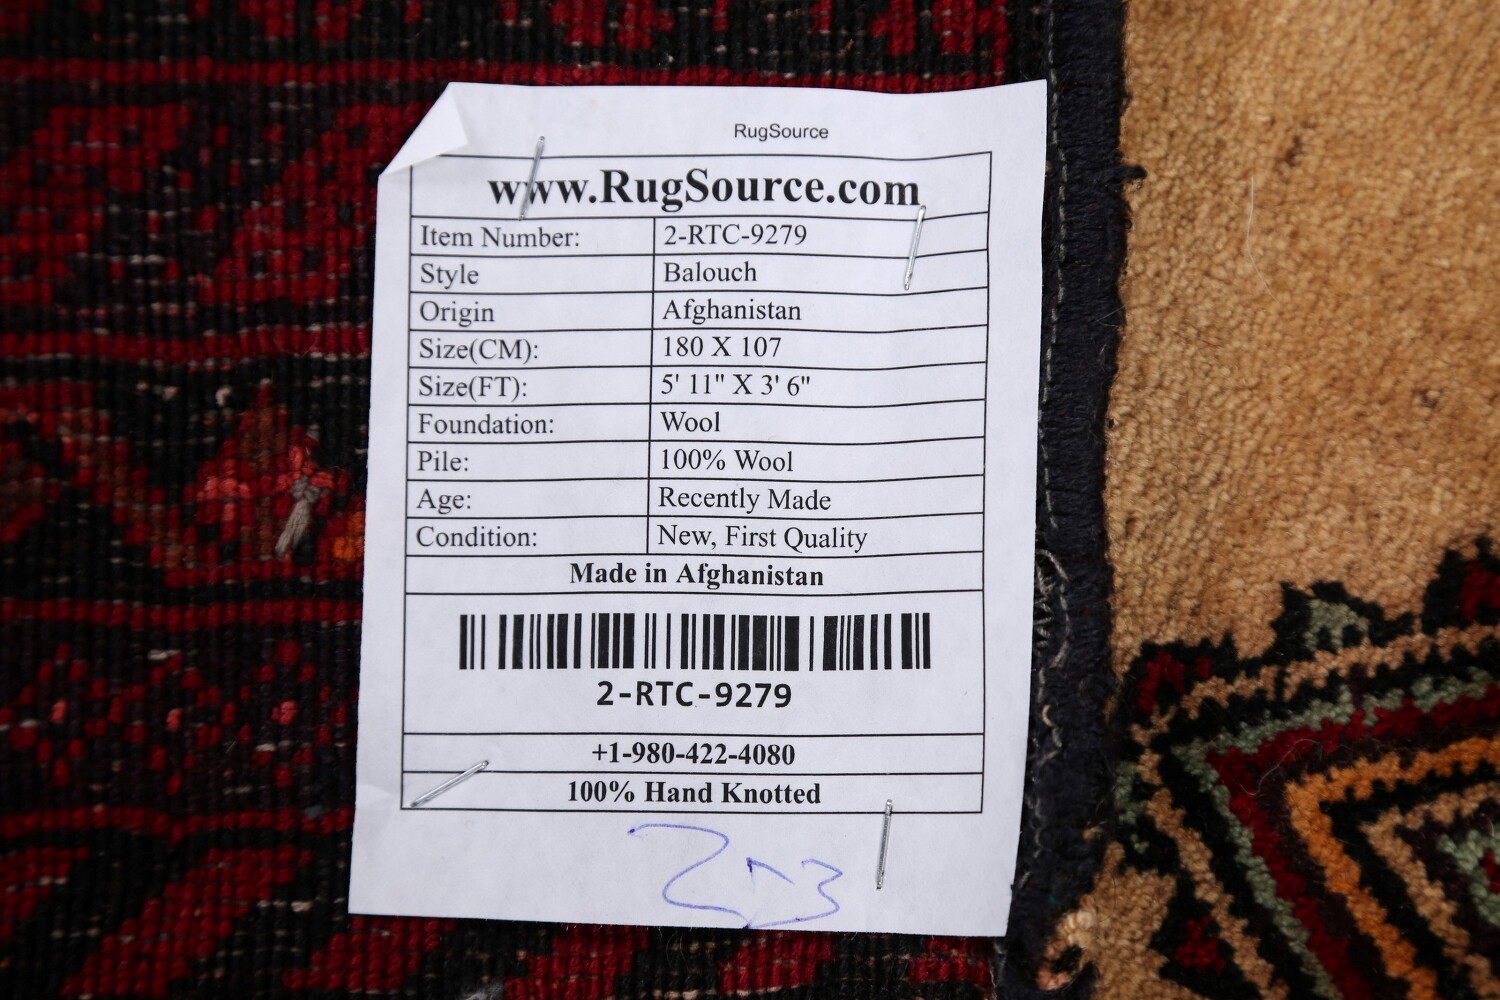 RugSource
www.RugSource.com
Item Number: 2-RTC-9279
Style Balouch
Origin Afghanistan
Size(CM): 180 X 107
Size(FT): 5' 11" X 3' 6"
Foundation: Wool
Pile: 100% Wool
Age: Recently Made
Condition: New, First Quality
Made in Afghanistan
2-RTC-9279
+1-980-422-4080
100% Hand Knotted